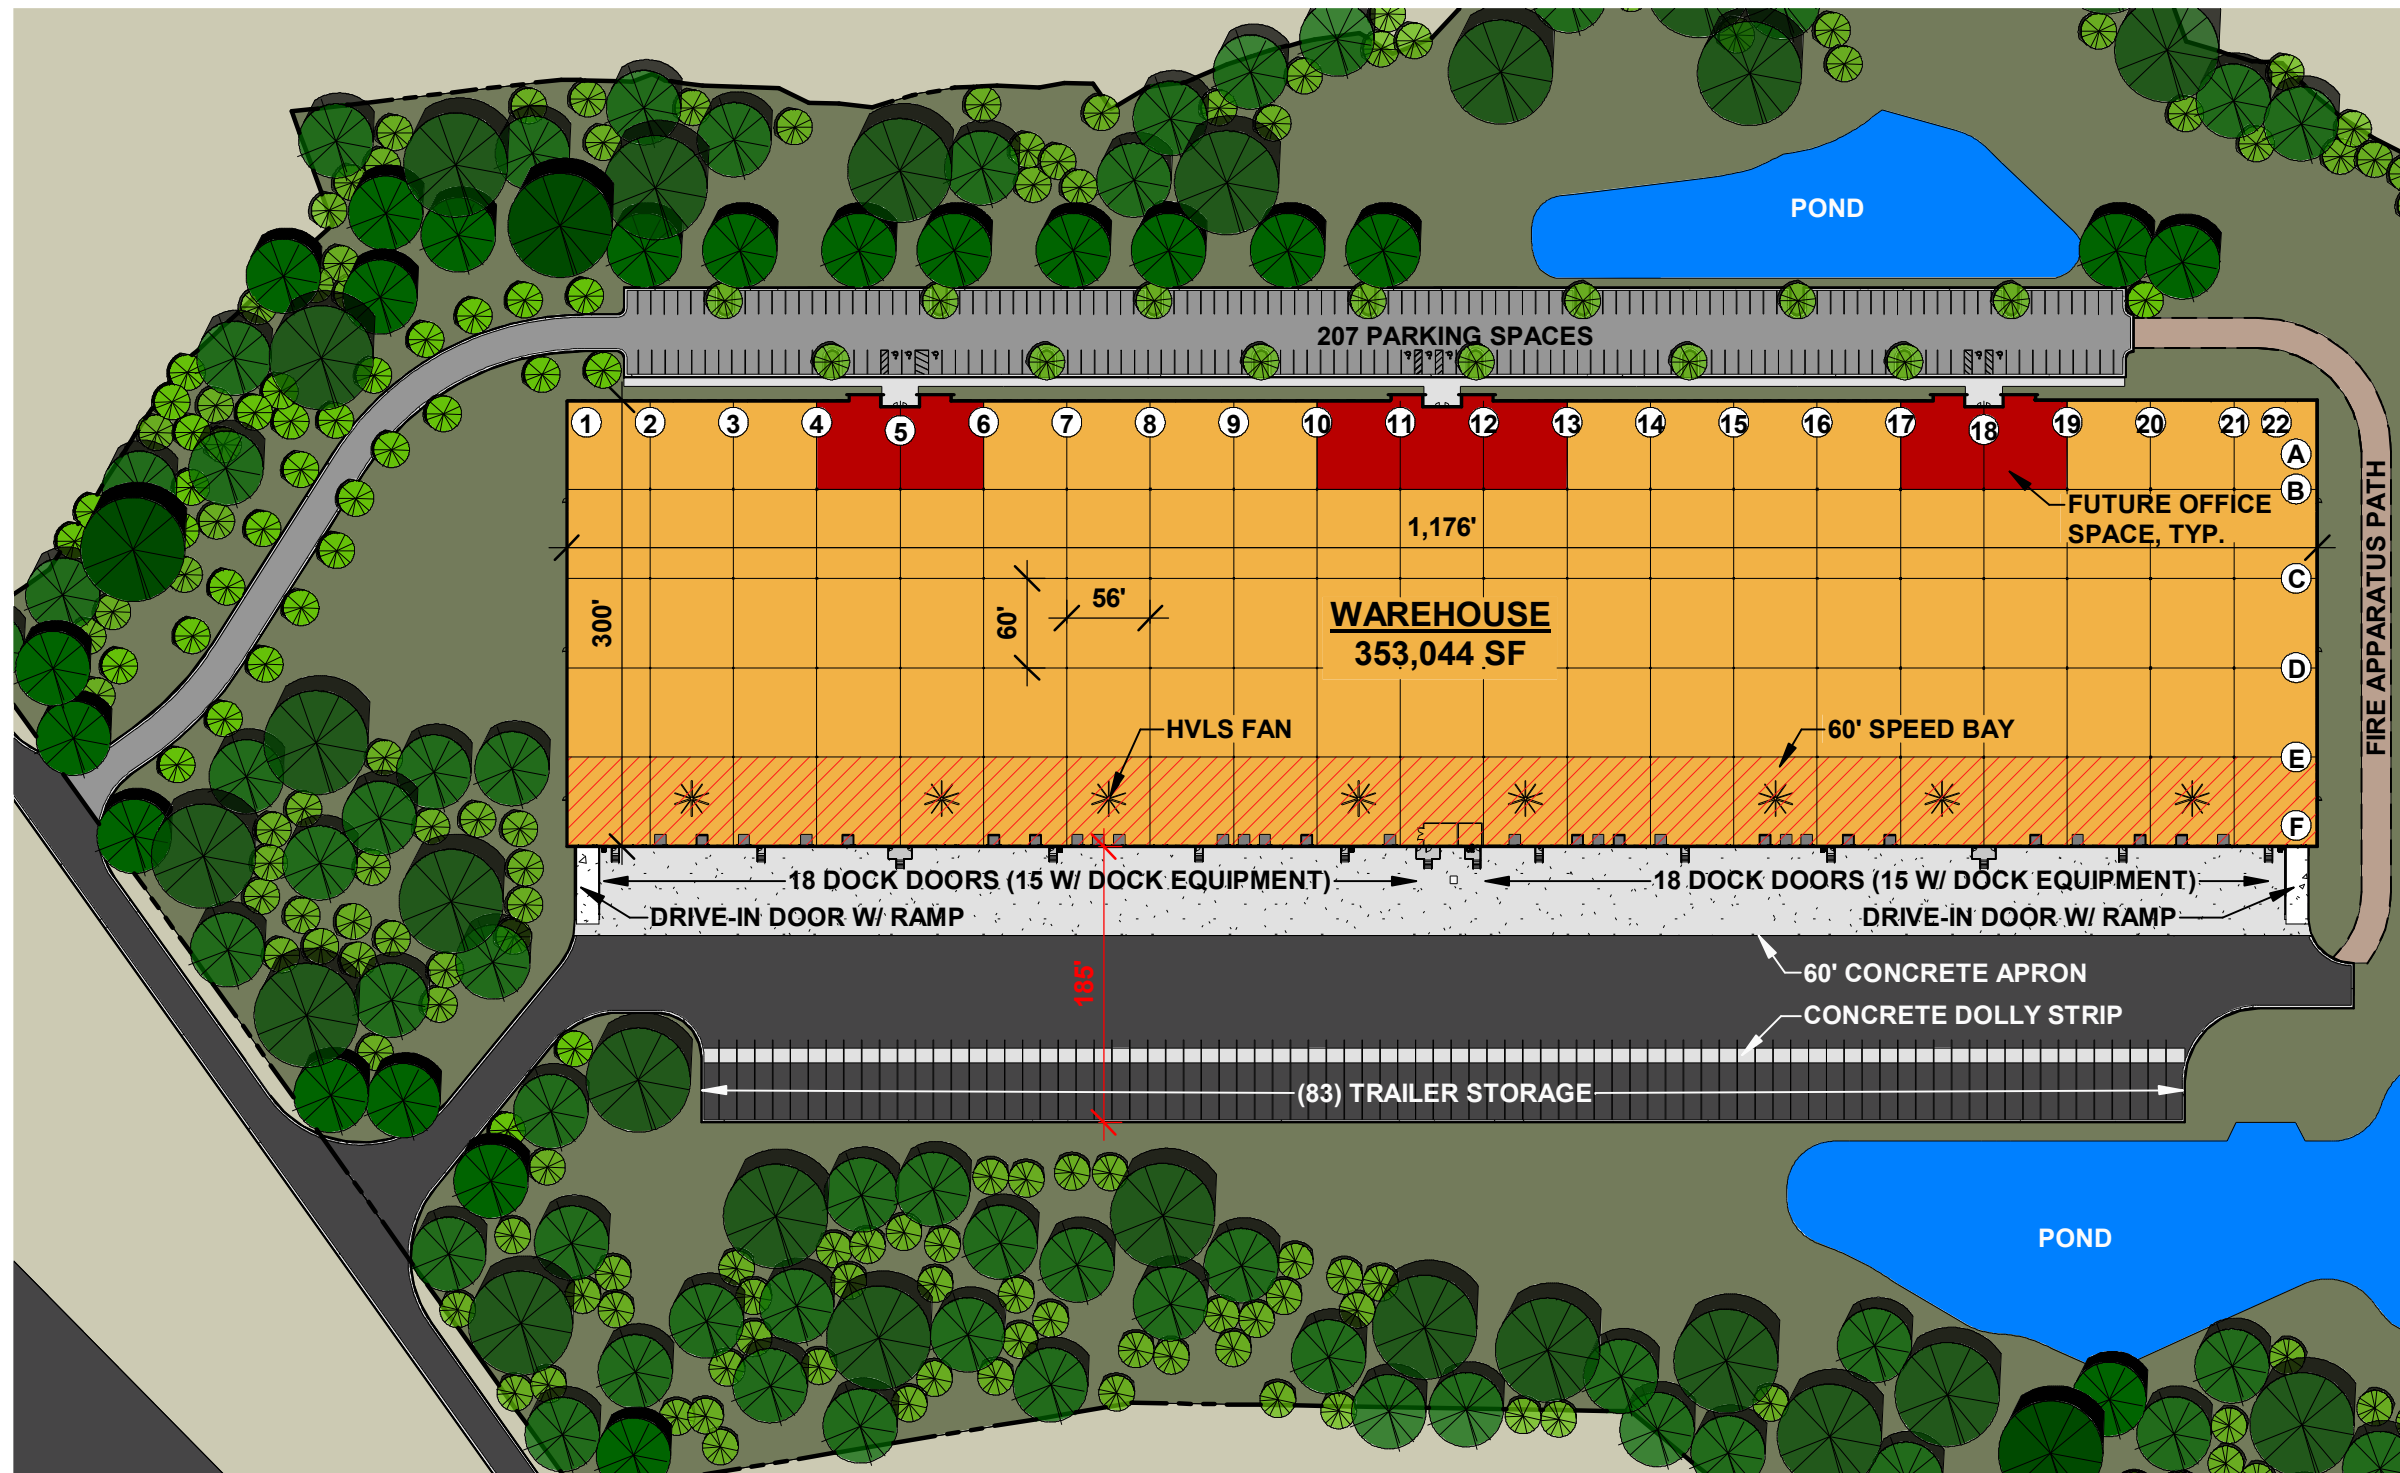 POND
207 PARKING SPACES
1 2 3 4 5 6 7 8 9 10 11 12 13 14 15 16 17 18 19 20 21 22
A
B
FUTURE OFFICE
SPACE, TYP.
1,176'
C
56'
60'
300'
WAREHOUSE
353,044 SF
D
FIRE APPARATUS PATH
HVLS FAN
60' SPEED BAY
E
F
18 DOCK DOORS (15 W/ DOCK EQUIPMENT)
18 DOCK DOORS (15 W/ DOCK EQUIPMENT)
DRIVE-IN DOOR W/ RAMP
DRIVE-IN DOOR W/ RAMP
185'
60' CONCRETE APRON
CONCRETE DOLLY STRIP
(83) TRAILER STORAGE
POND